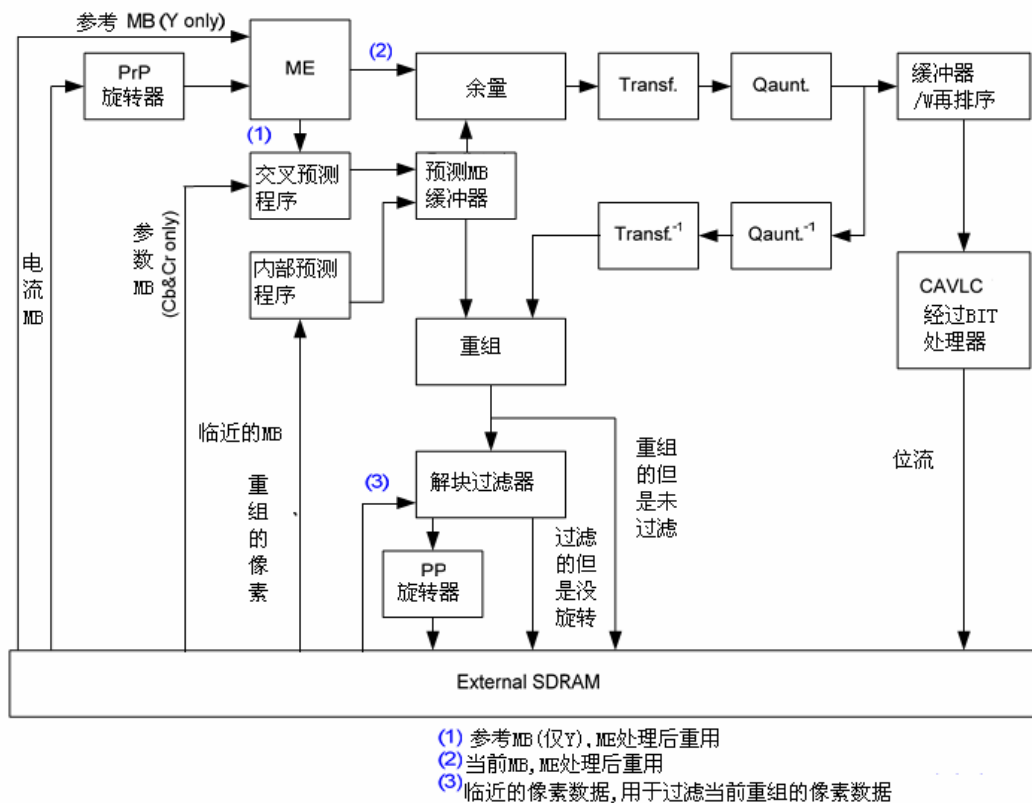 参考 MB (Y only)
PrP
旋转器
ME
(2)
余量
Transf.
Qaunt.
缓冲器
/W再排序
(1)
交叉预测
程序
预测MB
缓冲器
参数MB
(Cb&Cr only)
电流MB
内部预测
程序
Transf.-1
Qaunt.-1
CAVLC
经过BIT
处理器
重组
临近的MB
重组的像素
(3)
解块过滤器
重组
的但
是未
过滤
位流
过滤
的但
是没
旋转
PP
旋转器
External SDRAM
(1) 参考MB(仅Y),ME处理后重用
(2)当前MB,ME处理后重用
(3)临近的像素数据,用于过滤当前重组的像素数据